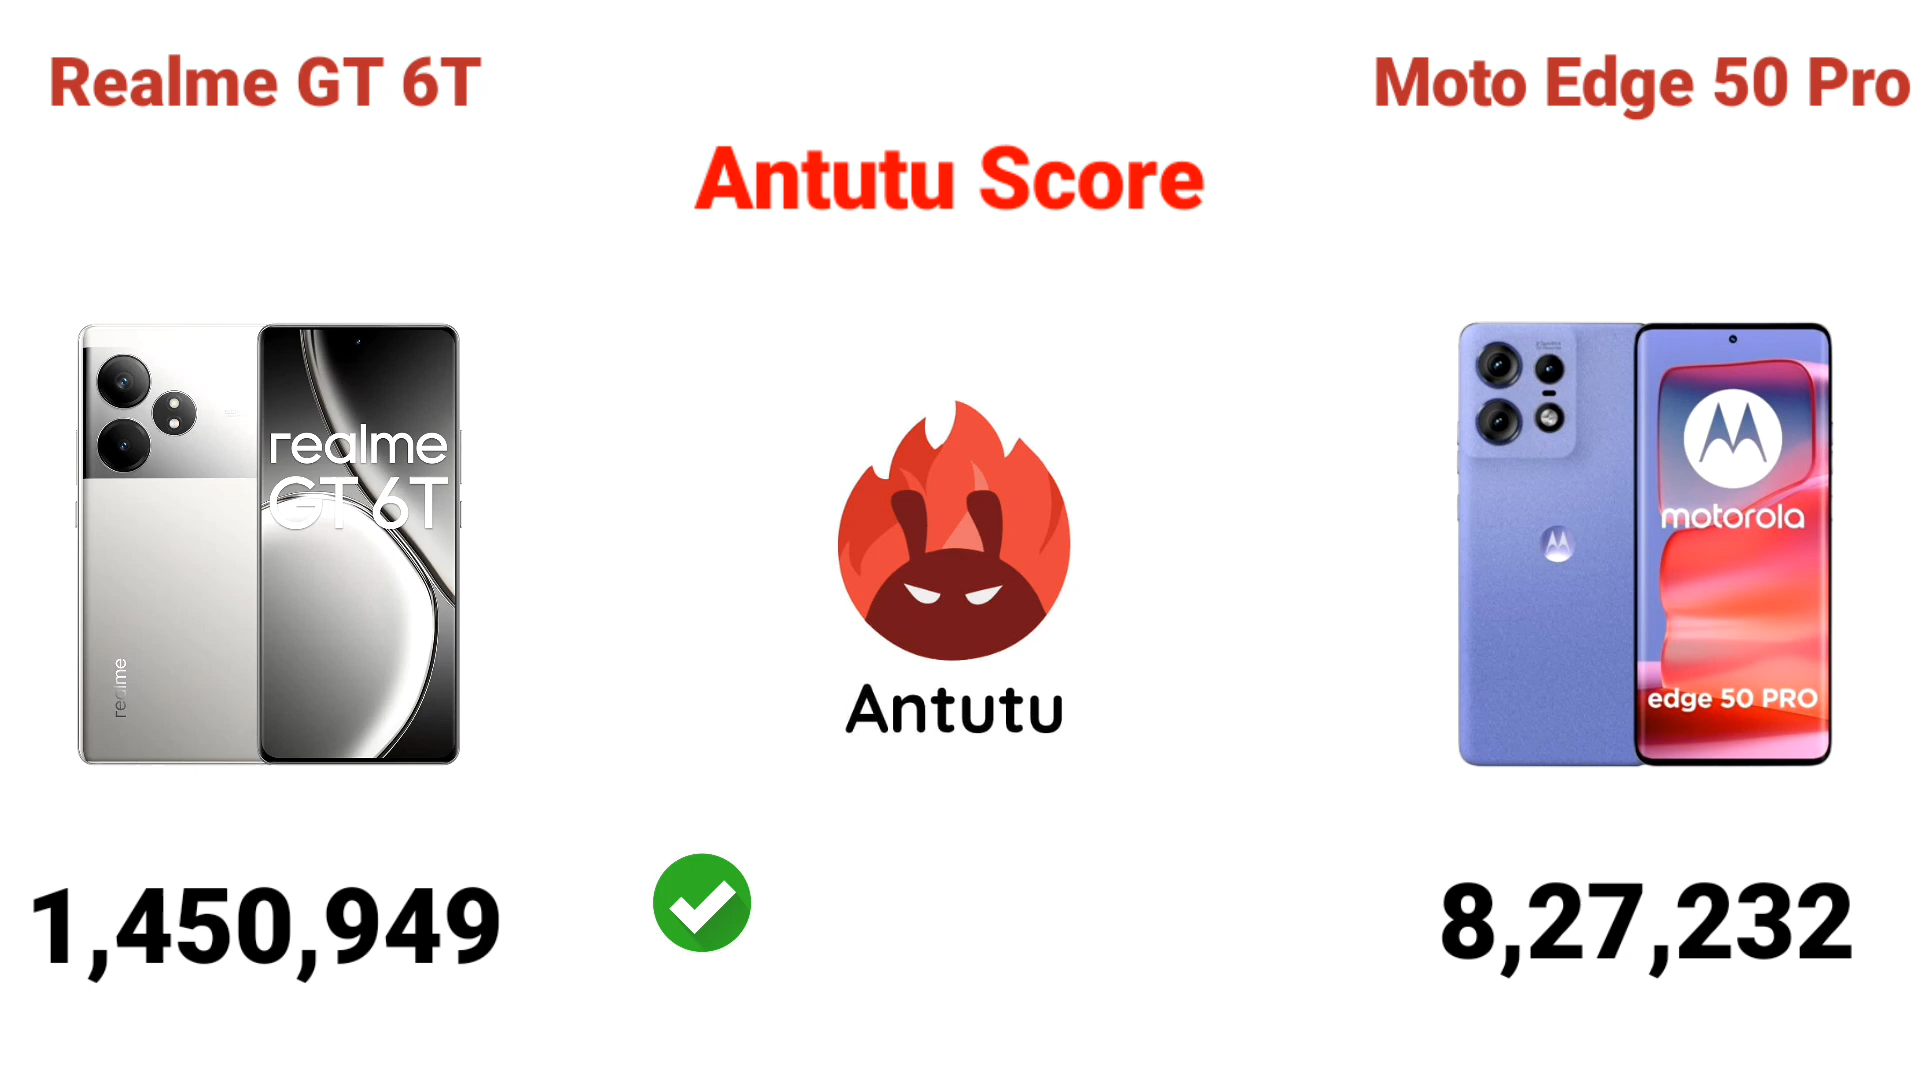 Realme GT 6T
Moto Edge 50 Pro
Antutu Score
realme
GT 6T
realme
motorola
edge 50 PRO
Antutu
1,450,949
8,27,232